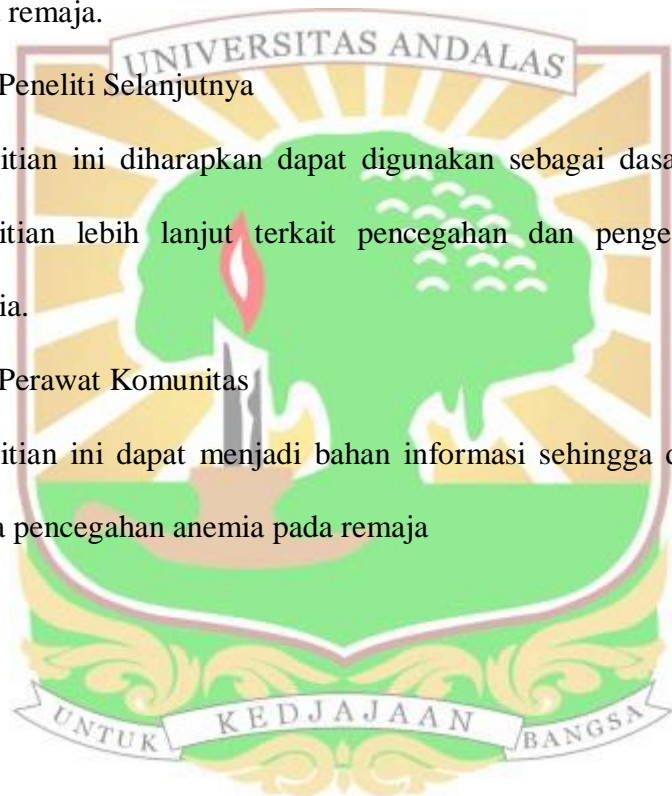 remaja.
UNIVERSITAS ANDALAS
Peneliti Selanjutnya
itian ini diharapkan dapat digunakan sebagai dasa
itian lebih lanjut terkait pencegahan dan penge
ia.
Perawat Komunitas
itian ini dapat menjadi bahan informasi sehingga d
a pencegahan anemia pada remaja
UNTUK KEDJAJAAN BANGSA